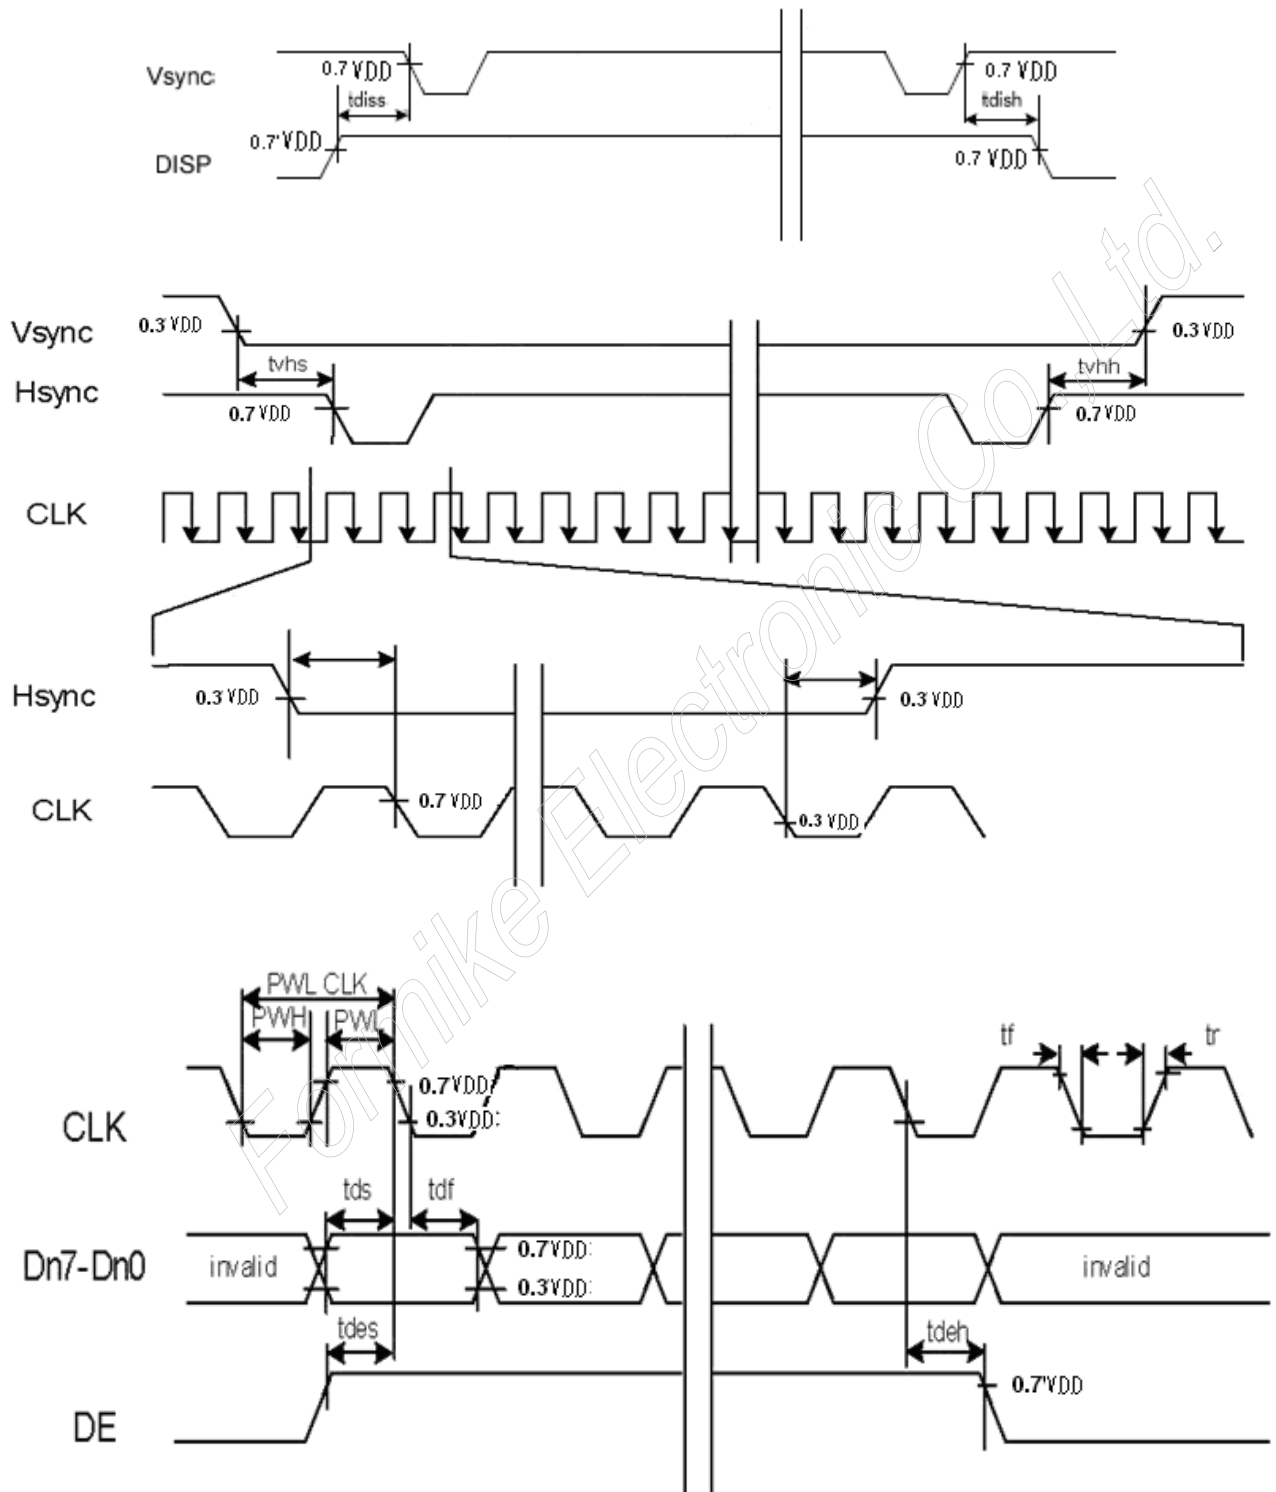 Vsync
0.7 VDD
0.7 VDD
tdiss
tdish
0.7'VDD
0.7 VDD
DISP
Vsync
0.3 VDD
0.3 VDD
tvhs
tvhh
Hsync
0.7 VDD
0.7 VDD
CLK
Hsync
0.3 VDD
0.3 VDD
CLK
0.7 VDD
0.3 VDD
Formike Electronic Co., Ltd.
PWL CLK
PWH
PWL
tf
tr
CLK
0.7VDD
0.3VDD:
tds
tdf
Dn7-Dn0
invalid
0.7VDD:
0.3VDD:
invalid
tdes
tdeh
DE
0.7'VDD